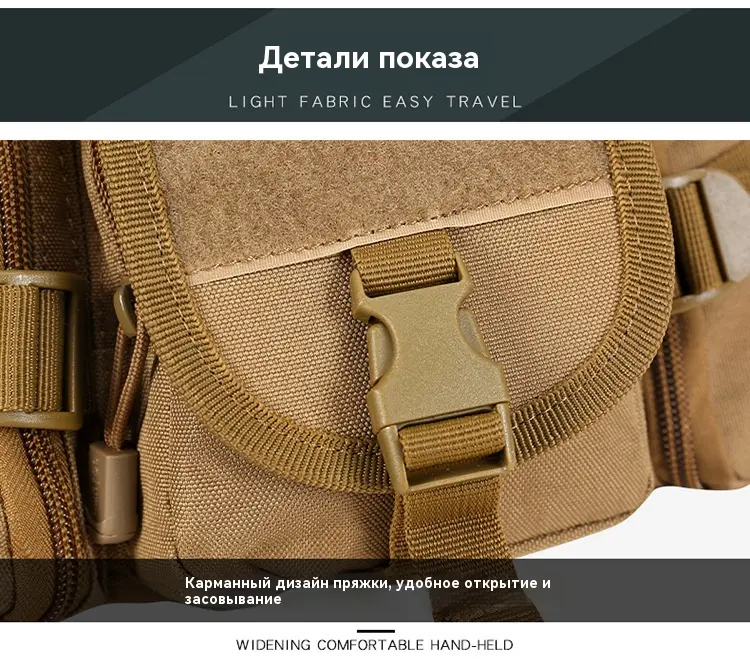 Детали показа
LIGHT FABRIC EASY TRAVEL
Карманный дизайн пряжки, удобное открытие и
засовывание
WIDENING COMFORTABLE HAND-HELD